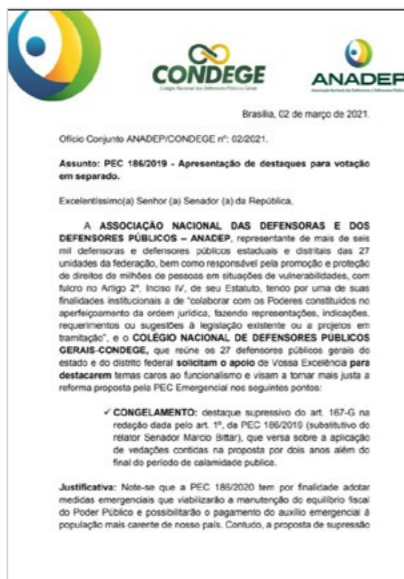 CONDEGE
Colégio Nacional dos Defensores Públicos Gerais
ANADEP
Associação Nacional das Defensoras e Defensores Públicos
Brasília, 02 de março de 2021.
Ofício Conjunto ANADEP/CONDEGE nº: 02/2021.
Assunto: PEC 186/2019 - Apresentação de destaques para votação
em separado.
Excelentíssimo(a) Senhor (a) Senador (a) da República,
A ASSOCIAÇÃO NACIONAL DAS DEFENSORAS E DOS
DEFENSORES PÚBLICOS – ANADEP, representante de mais de seis
mil defensoras e defensores públicos estaduais e distritais das 27
unidades da federação, bem como responsável pela promoção e proteção
de direitos de milhões de pessoas em situações de vulnerabilidades, com
fulcro no Artigo 2º, Inciso IV, de seu Estatuto, tendo por uma de suas
finalidades institucionais a de "colaborar com os Poderes constituídos no
aperfeiçoamento da ordem jurídica, fazendo representações, indicações,
requerimentos ou sugestões à legislação existente ou a projetos em
tramitação", e o COLÉGIO NACIONAL DE DEFENSORES PÚBLICOS
GERAIS-CONDEGE, que reúne os 27 defensores públicos gerais do
estado e do distrito federal solicitam o apoio de Vossa Excelência para
destacarem temas caros ao funcionalismo e visam a tornar mais justa a
reforma proposta pela PEC Emergencial nos seguintes pontos:
✓ CONGELAMENTO: destaque supressivo do art. 167-G na
redação dada pelo art. 1º, da PEC 186/2019 (substitutivo do
relator Senador Marcio Bittar), que versa sobre a aplicação
de vedações contidas na proposta por dois anos além do
final do período de calamidade publica.
Justificativa: Note-se que a PEC 186/2020 tem por finalidade adotar
medidas emergenciais que viabilizarão a manutenção do equilíbrio fiscal
do Poder Público e possibilitarão o pagamento do auxílio emergencial à
população mais carente de nosso país. Contudo, a proposta de supressão